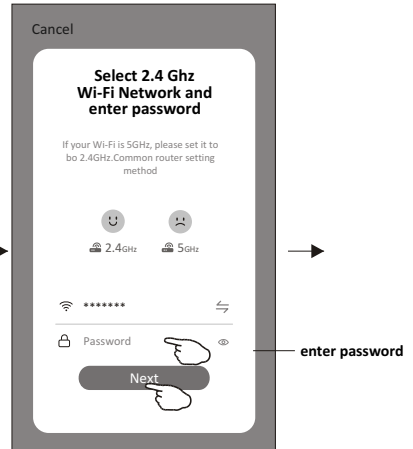 Cancel
Select 2.4 Ghz
Wi-Fi Network and
enter password
If your Wi-Fi is 5GHz, please set it to
bo 2.4GHz.Common router setting
method
2.4GHz 5GHz
*******
Password
enter password
Next